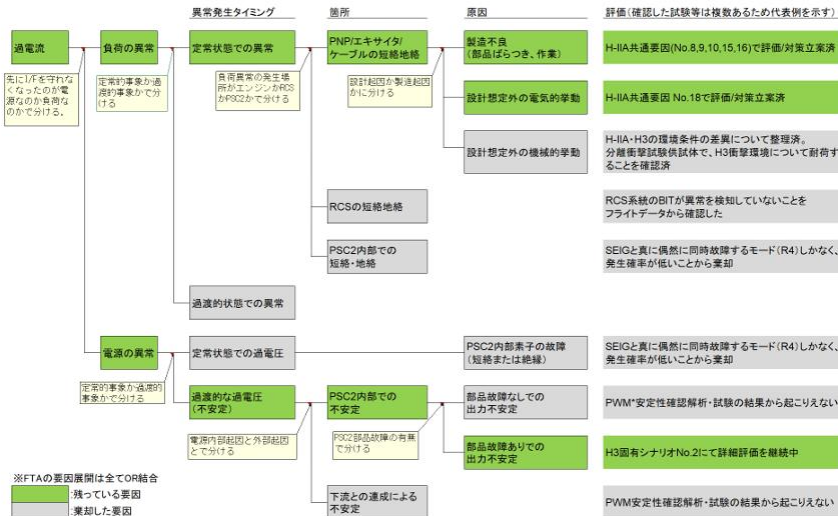 異常発生タイミング
箇所
原因
評価(確認した試験等は複数あるため代表例を示す)
過電流
負荷の異常
定常状態での異常
PNP/エキサイタ/
ケーブルの短絡地絡
製造不良
(部品ばらつき、作業)
H-IIA共通要因(No.8,9,10,15,16)で評価/対策立案済
先にI/Fを守れな
くなったのが電
源なのか負荷な
のかで分ける。
定常的事象か過
渡的事象かで分
ける
負荷異常の発生場
所がエンジンかRCS
かPSC2かで分ける
設計起因か製造起因
かに分ける
設計想定外の電気的挙動
H-IIA共通要因 No.18で評価/対策立案済
設計想定外の機械的挙動
H-IIA・H3の環境条件の差異について整理済。
分離衝撃試験供試体で、H3衝撃環境について耐荷す
ることを確認済
RCSの短絡地絡
RCS系統のBITが異常を検知していないことを
フライトデータから確認した
PSC2内部での
短絡・地絡
SEIGと真に偶然に同時故障するモード(R4)しかなく、
発生確率が低いことから棄却
過渡的状態での異常
電源の異常
定常状態での過電圧
PSC2内部素子の故障
(短絡または絶縁)
SEIGと真に偶然に同時故障するモード(R4)しかなく、
発生確率が低いことから棄却
定常的事象か過渡的
事象かで分ける
過渡的な過電圧
(不安定)
PSC2内部での
不安定
部品故障なしでの
出力不安定
PWM*安定性確認解析・試験の結果から起こりえない
電源内部起因と外部起因
とで分ける
PSC2部品故障の有無
で分ける
部品故障ありでの
出力不安定
H3固有シナリオNo.2にて詳細評価を継続中
下流との連成による
不安定
PWM安定性確認解析・試験の結果から起こりえない
※FTAの要因展開は全てOR結合
:残っている要因
:棄却した要因